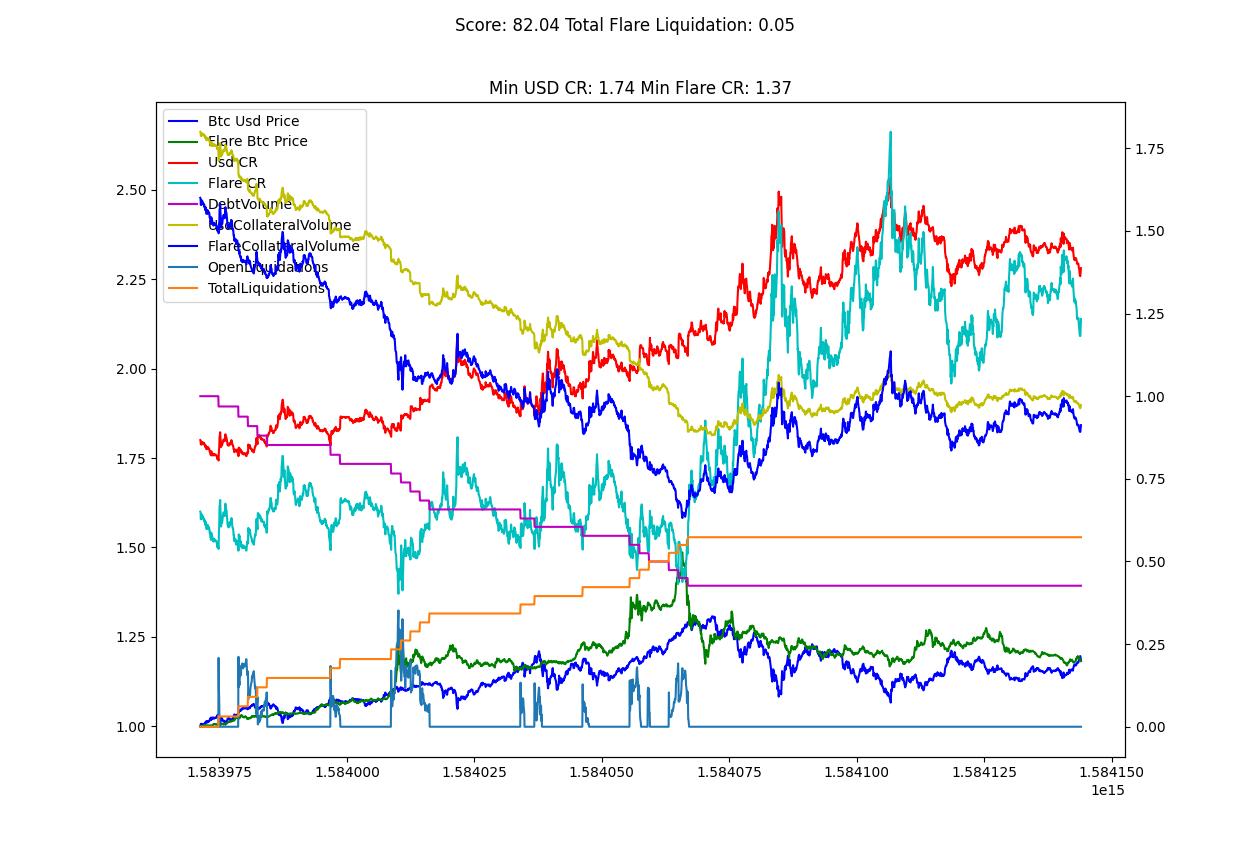 Score: 82.04 Total Flare Liquidation: 0.05
Min USD CR: 1.74 Min Flare CR: 1.37
Btc Usd Price
Flare Btc Price
Usd CR
Flare CR
DebtVolume
UsdCollateralVolume
FlareCollateralVolume
OpenLiquidations
TotalLiquidations
2.50
2.25
2.00
1.75
1.50
1.25
1.00
1.75
1.50
1.25
1.00
0.75
0.50
0.25
0.00
1.583975 1.584000 1.584025 1.584050 1.584075 1.584100 1.584125 1.584150
1e15